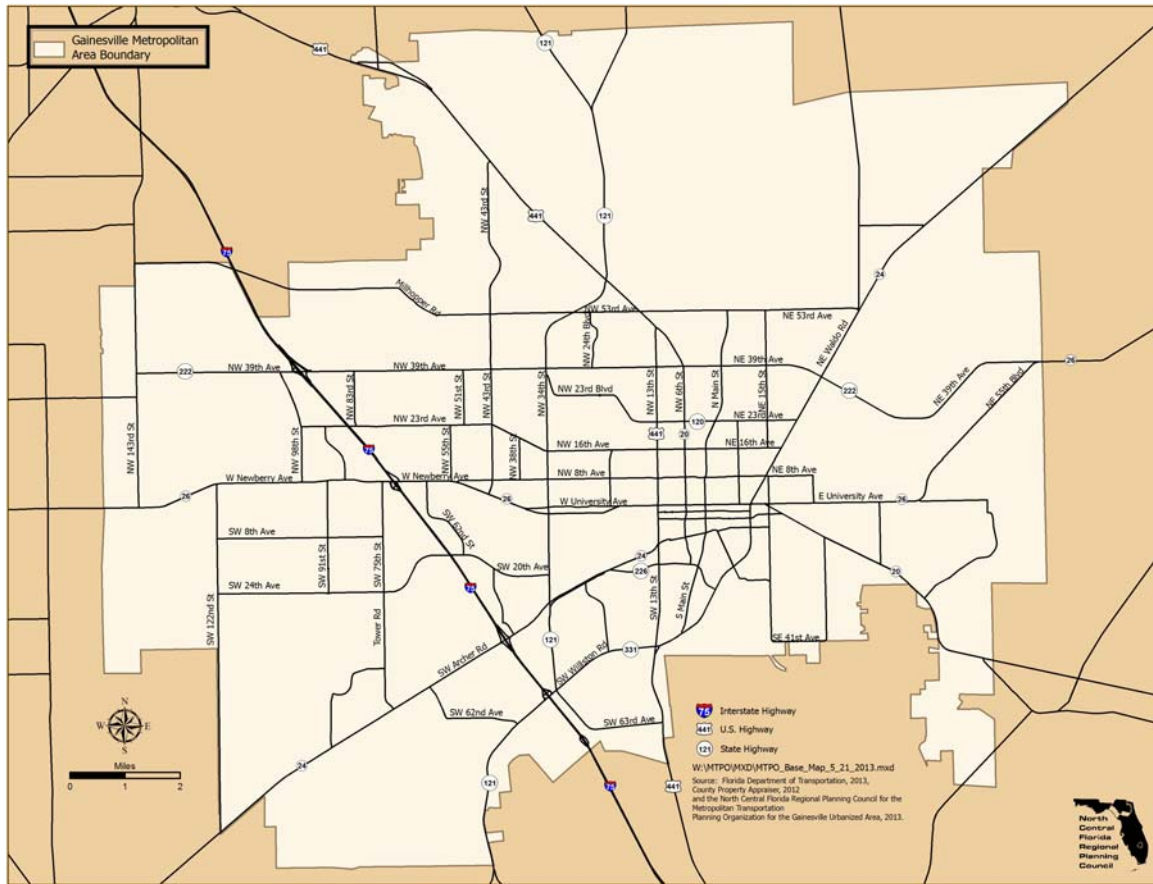 Gainesville Metropolitan
Area Boundary
441
121
NW 43rd St
441
121
75
24
Millhopper Rd
NW 53rd Ave
NE 53rd Ave
NW 24th Blvd
NE Waldo Rd
26
222
NW 39th Ave
NW 39th Ave
NE 39th Ave
222
NE 39th Ave
NE 55th Blvd
NW 83rd St
NW 51st St
NW 43rd St
NW 34th St
NW 23rd Blvd
NW 13th St
NW 6th St
N Main St
NE 15th St
NW 143rd St
NW 98th St
NW 23rd Ave
NW 55th St
NW 38th St
NW 16th Ave
441
20
120
NE 23rd Ave
NE 16th Ave
75
W Newberry Ave
W Newberry Ave
NW 8th Ave
NE 8th Ave
26
26
W University Ave
E University Ave
26
SW 8th Ave
SW 91st St
SW 75th St
SW 62nd St
24
226
20
SW 24th Ave
SW 20th Ave
75
SW 122nd St
Tower Rd
SW 13th St
S Main St
121
SW Archer Rd
SW Williston Rd
331
SE 41st Ave
SW 62nd Ave
SW 63rd Ave
24
121
75
441
N
W
E
S
Miles
0
1
2
75
Interstate Highway
441
U.S. Highway
121
State Highway
W:\MTPO\MXD\MTPO_Base_Map_5_21_2013.mxd
Source: Florida Department of Transportation, 2013,
County Property Appraiser, 2012
and the North Central Florida Regional Planning Council for the
Metropolitan Transportation
Planning Organization for the Gainesville Urbanized Area, 2013.
North
Central
Florida
Regional
Planning
Council